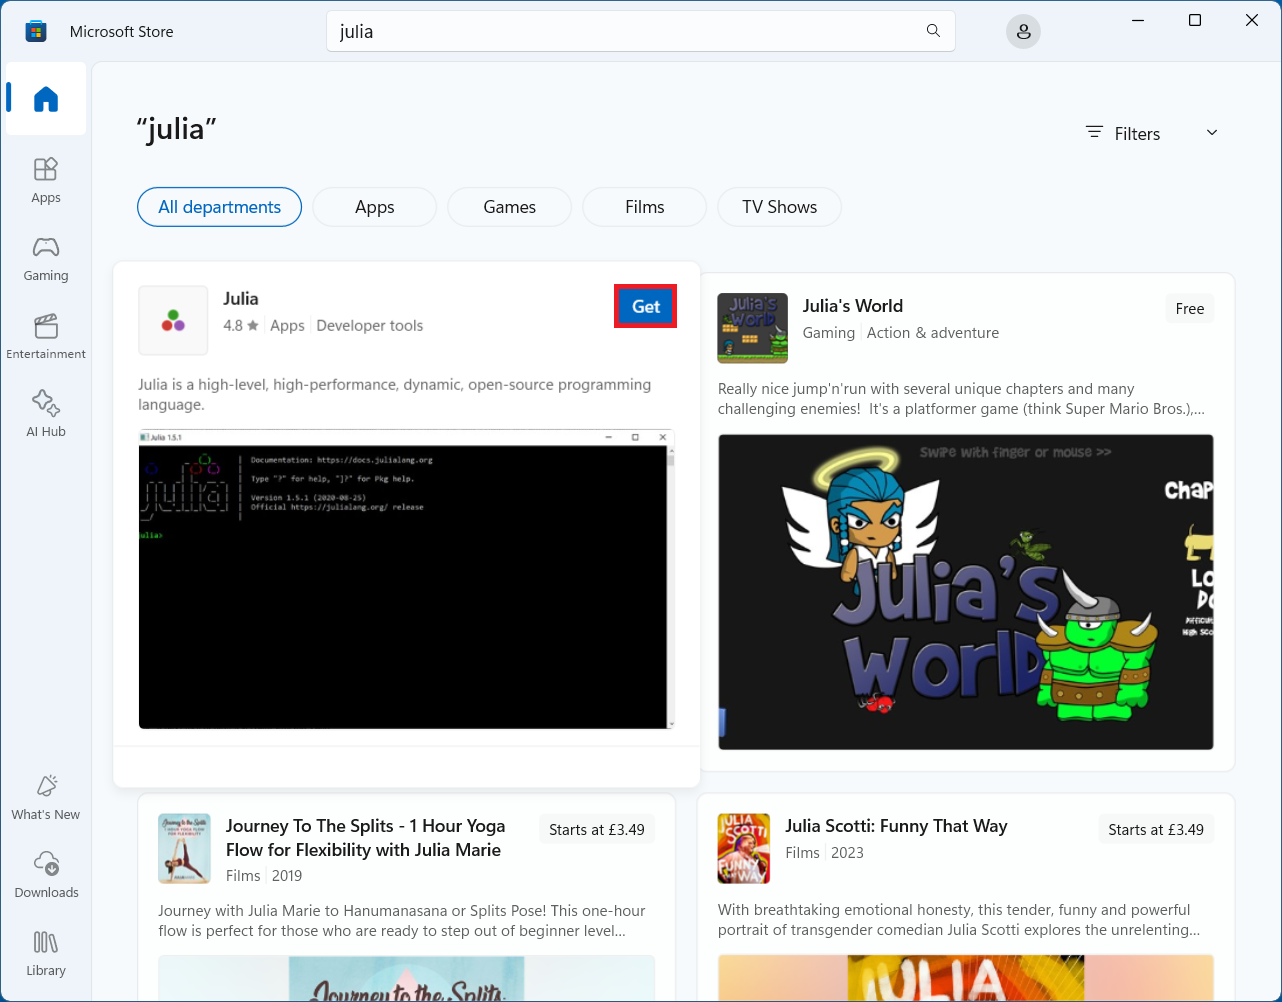 Microsoft Store
julia
“julia”
Filters
All departments
Apps
Games
Films
TV Shows
Apps
Gaming
Entertainment
AI Hub
What's New
Downloads
Library
Julia
4.8 ★ Apps Developer tools
Get
Julia is a high-level, high-performance, dynamic, open-source programming
language.
Julia 1.5.1
Documentation: https://docs.julialang.org
Type "?" for help, "]?" for Pkg help.
Version 1.5.1 (2020-08-25)
Official https://julialang.org/ release
julia>
Julia's World
Gaming Action & adventure
Free
Really nice jump'n'run with several unique chapters and many
challenging enemies! It's a platformer game (think Super Mario Bros.),...
Swipe with finger or mouse >>
Julia's
World
Journey To The Splits - 1 Hour Yoga
Flow for Flexibility with Julia Marie
Films 2019
Starts at £3.49
Journey with Julia Marie to Hanumanasana or Splits Pose! This one-hour
flow is perfect for those who are ready to step out of beginner level...
Journey to the Splits
Julia Scotti: Funny That Way
Films 2023
Starts at £3.49
With breathtaking emotional honesty, this tender, funny and powerful
portrait of transgender comedian Julia Scotti explores the unrelenting...
JULIA